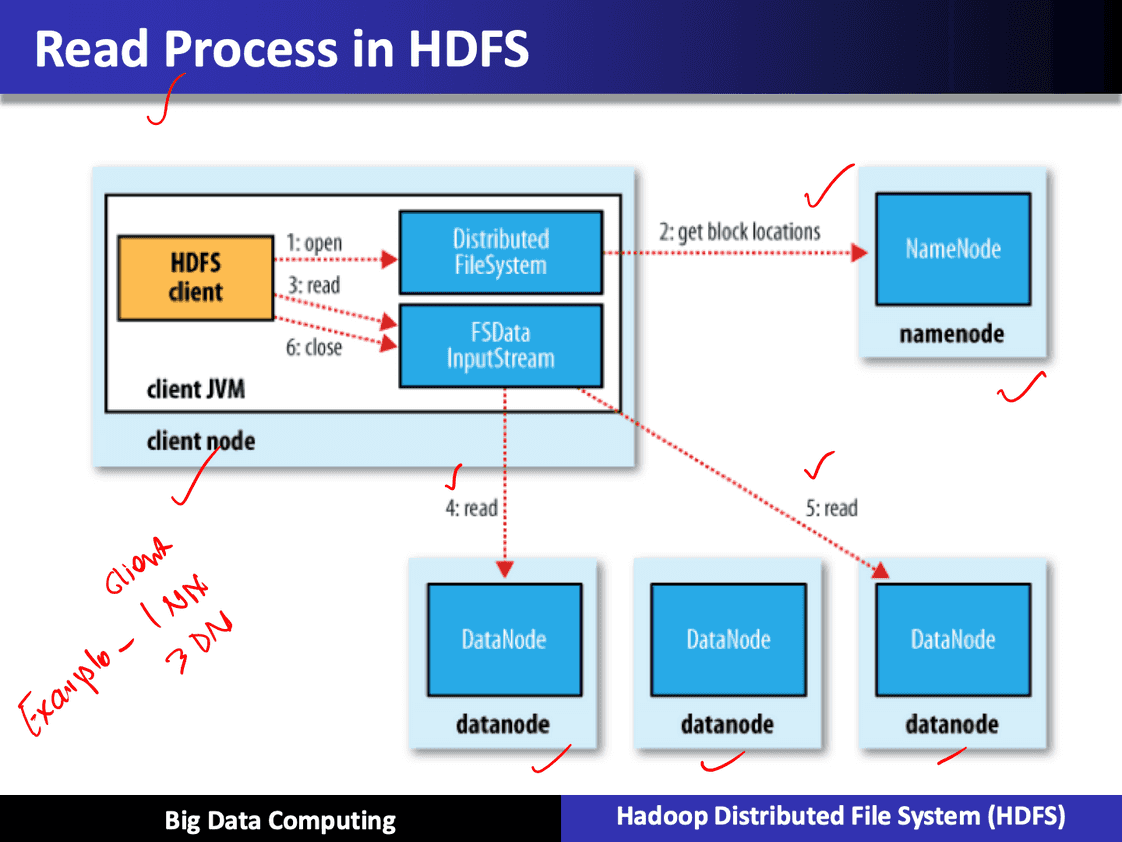 Read Process in HDFS
HDFS
client
1: open
3: read
6: close
Distributed
FileSystem
FSData
InputStream
2: get block locations
NameNode
namenode
client JVM
client node
4: read
5: read
Client
Example - 1 NN
3 DN
DataNode
datanode
DataNode
datanode
DataNode
datanode
Big Data Computing
Hadoop Distributed File System (HDFS)